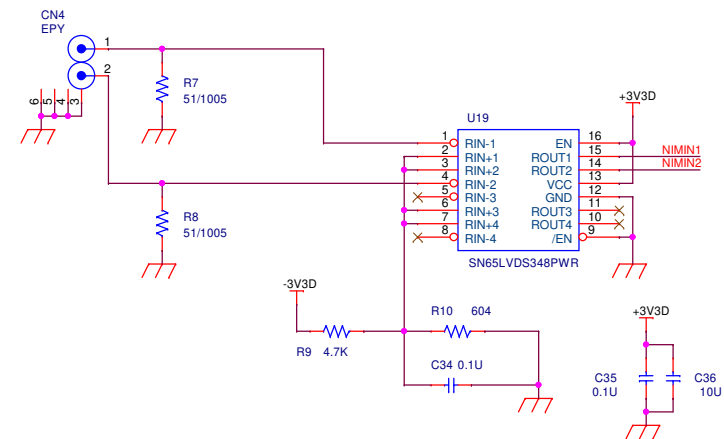 CN4
EPY
1
2
6
5
4
3
R7
51/1005
+3V3D
U19
1 RIN-1 EN 16
2 RIN+1 ROUT1 15 NIMIN1
3 RIN+2 ROUT2 14 NIMIN2
4 RIN-2 VCC 13
5 RIN-3 GND 12
6 RIN+3 ROUT3 11
7 RIN+4 ROUT4 10
8 RIN-4 /EN 9
SN65LVDS348PWR
R8
51/1005
-3V3D
R10 604
R9 4.7K
C34 0.1U
+3V3D
C35
0.1U
C36
10U